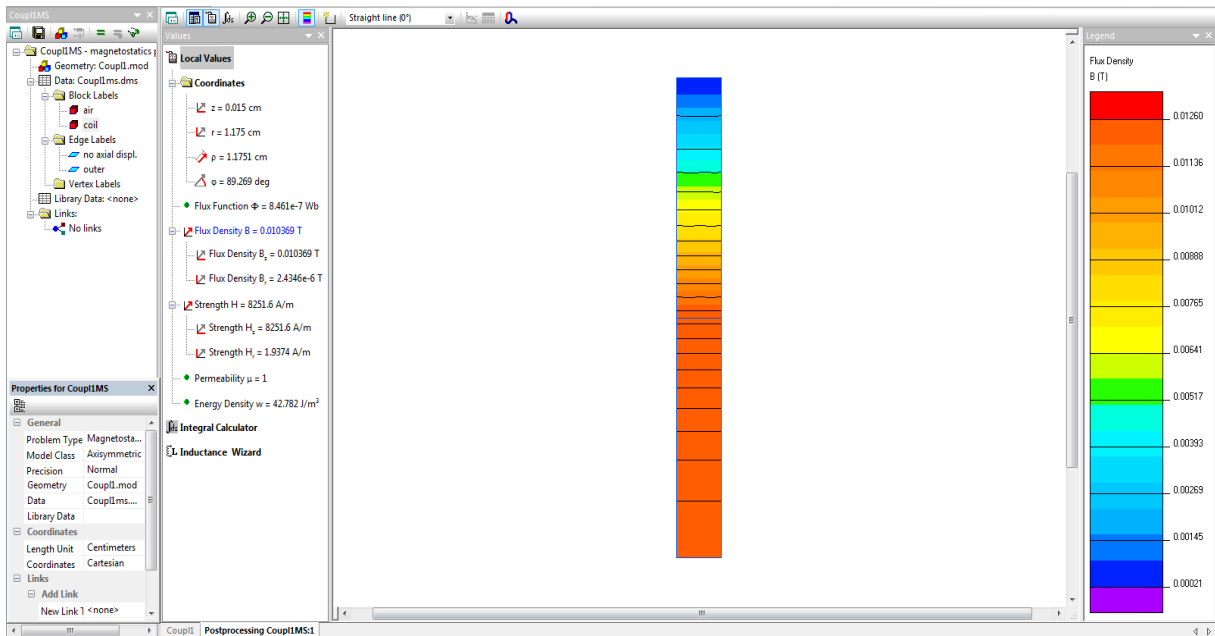 Coupl1MS
Coupl1MS - magnetostatics p
Geometry: Coupl1.mod
Data: Coupl1ms.dms
Block Labels
air
coil
Edge Labels
no axial displ.
outer
Vertex Labels
Library Data: <none>
Links:
No links
Properties for Coupl1MS
General
Problem Type Magnetosta...
Model Class Axisymmetric
Precision Normal
Geometry Coupl1.mod
Data Coupl1ms....
Library Data
Coordinates
Length Unit Centimeters
Coordinates Cartesian
Links
Add Link
New Link T <none>
Straight line (0°)
Values
Local Values
Coordinates
z = 0.015 cm
r = 1.175 cm
ρ = 1.1751 cm
φ = 89.269 deg
Flux Function Φ = 8.461e-7 Wb
Flux Density B = 0.010369 T
Flux Density Bz = 0.010369 T
Flux Density Br = 2.4346e-6 T
Strength H = 8251.6 A/m
Strength Hz = 8251.6 A/m
Strength Hr = 1.9374 A/m
Permeability μ = 1
Energy Density w = 42.782 J/m³
Integral Calculator
Inductance Wizard
Coupl1 Postprocessing Coupl1MS:1
Legend
Flux Density
B (T)
0.01260
0.01136
0.01012
0.00888
0.00765
0.00641
0.00517
0.00393
0.00269
0.00145
0.00021